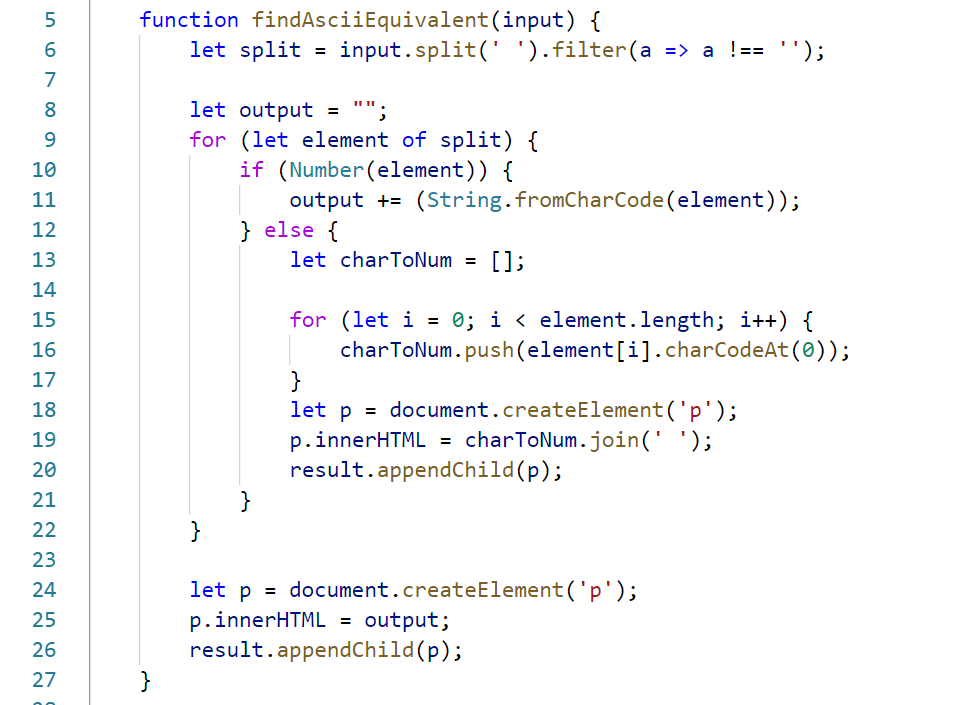 5 function findAsciiEquivalent(input) {
6 let split = input.split(' ').filter(a => a !== '');
7
8 let output = "";
9 for (let element of split) {
10 if (Number(element)) {
11 output += (String.fromCharCode(element));
12 } else {
13 let charToNum = [];
14
15 for (let i = 0; i < element.length; i++) {
16 charToNum.push(element[i].charCodeAt(0));
17 }
18 let p = document.createElement('p');
19 p.innerHTML = charToNum.join(' ');
20 result.appendChild(p);
21 }
22 }
23
24 let p = document.createElement('p');
25 p.innerHTML = output;
26 result.appendChild(p);
27 }